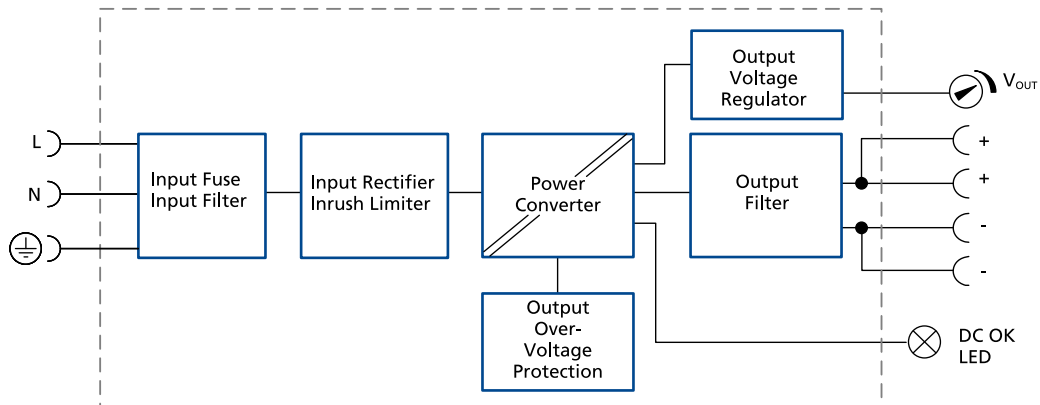 L
N
Input Fuse
Input Filter
Input Rectifier
Inrush Limiter
Power
Converter
Output
Over-
Voltage
Protection
Output
Voltage
Regulator
Output
Filter
VOUT
+
+
-
-
DC OK
LED